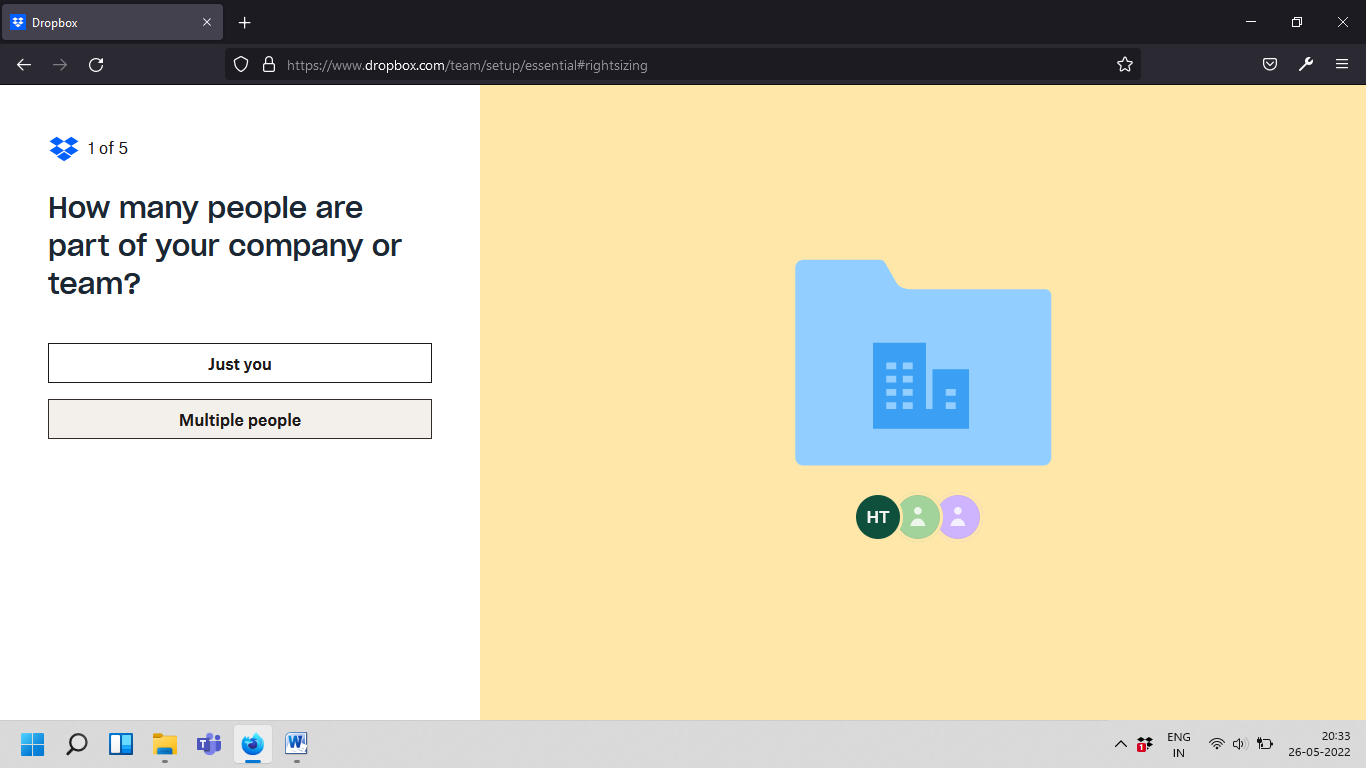 Dropbox
https://www.dropbox.com/team/setup/essential#rightsizing
1 of 5
How many people are
part of your company or
team?
Just you
Multiple people
HT
T
W
1
ENG
IN
20:33
26-05-2022